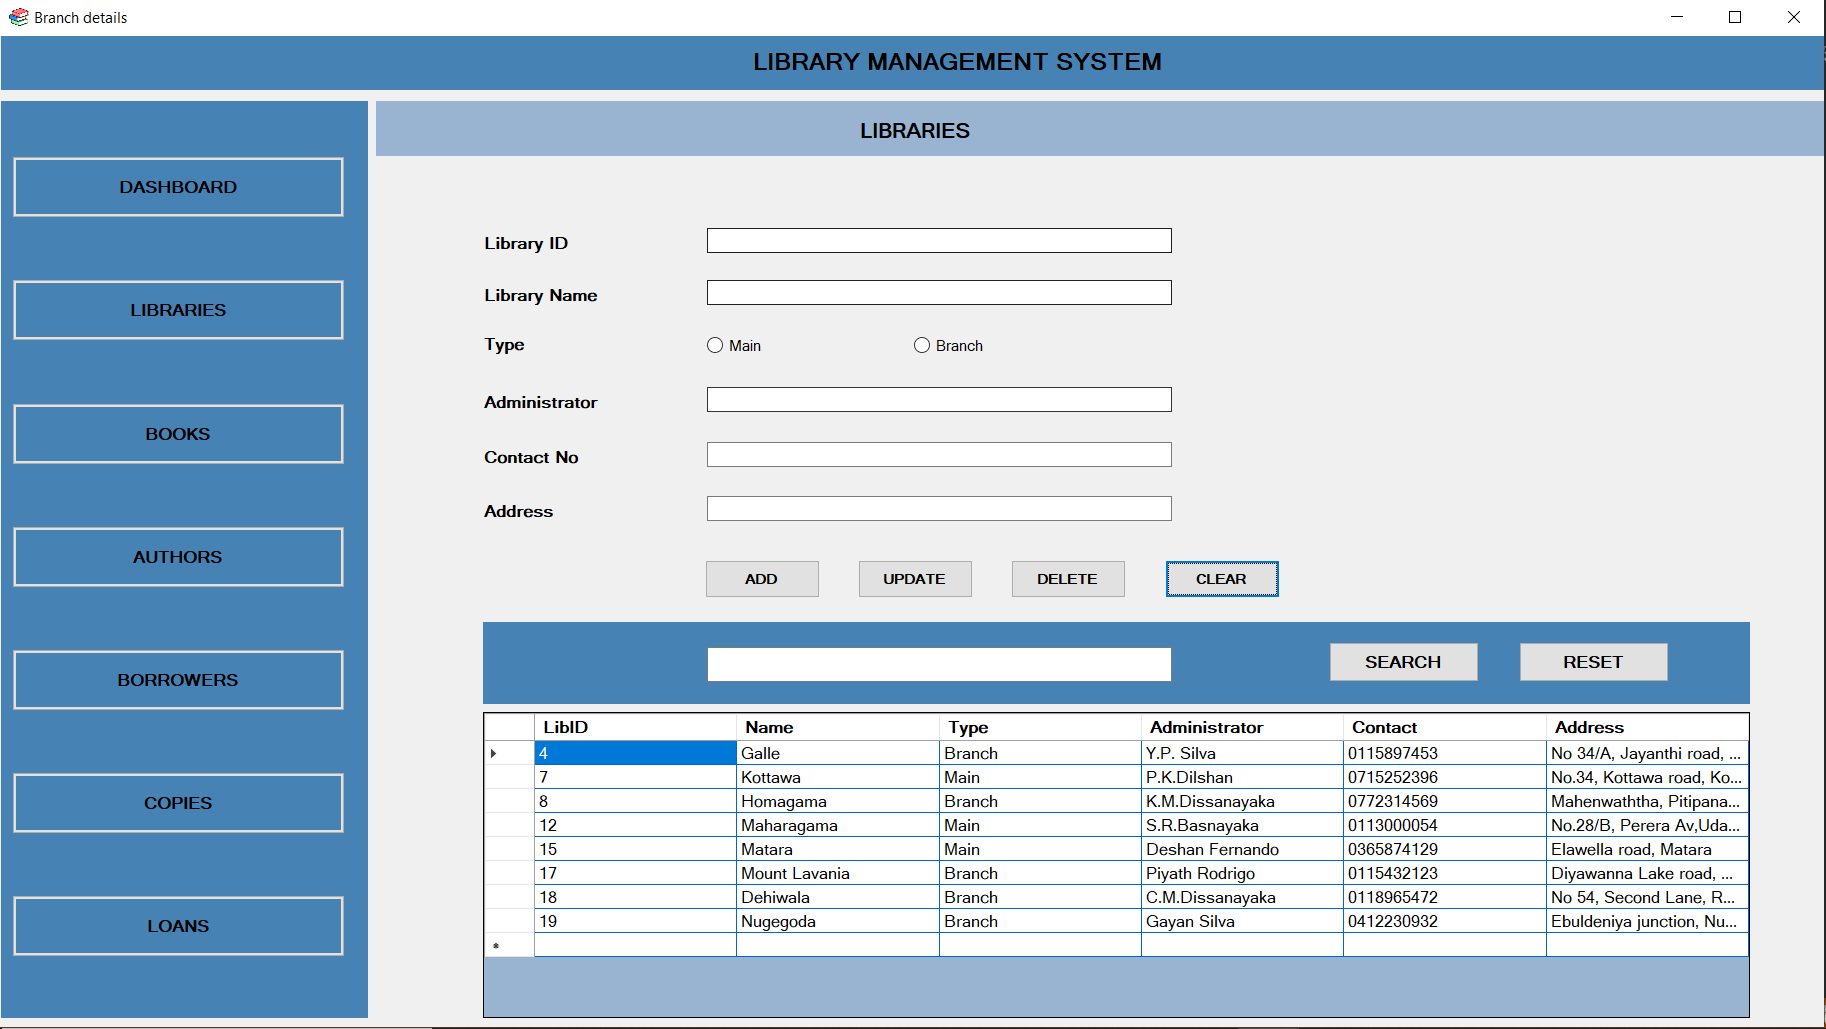 Branch details
LIBRARY MANAGEMENT SYSTEM
LIBRARIES
DASHBOARD
LIBRARIES
BOOKS
AUTHORS
BORROWERS
COPIES
LOANS
Library ID
Library Name
Type Main Branch
Administrator
Contact No
Address
ADD UPDATE DELETE CLEAR
SEARCH RESET
LibID Name Type Administrator Contact Address
4 Galle Branch Y.P. Silva 0115897453 No 34/A, Jayanthi road, ...
7 Kottawa Main P.K.Dilshan 0715252396 No.34, Kottawa road, Ko...
8 Homagama Branch K.M.Dissanayaka 0772314569 Mahenwaththa, Pitipana...
12 Maharagama Main S.R.Basnayaka 0113000054 No.28/B, Perera Av,Uda...
15 Matara Main Deshan Fernando 0365874129 Elawella road, Matara
17 Mount Lavania Branch Piyath Rodrigo 0115432123 Diyawanna Lake road, ...
18 Dehiwala Branch C.M.Dissanayaka 0118965472 No 54, Second Lane, R...
19 Nugegoda Branch Gayan Silva 0412230932 Ebuldeniya junction, Nu...